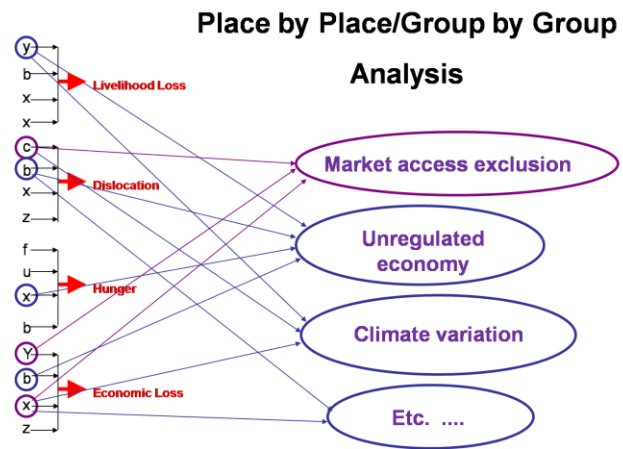 Place by Place/Group by Group
Analysis
y
b
x
x
Livelihood Loss
c
b
x
z
Dislocation
f
u
x
b
Hunger
Y
b
x
z
Economic Loss
Market access exclusion
Unregulated
economy
Climate variation
Etc. ....